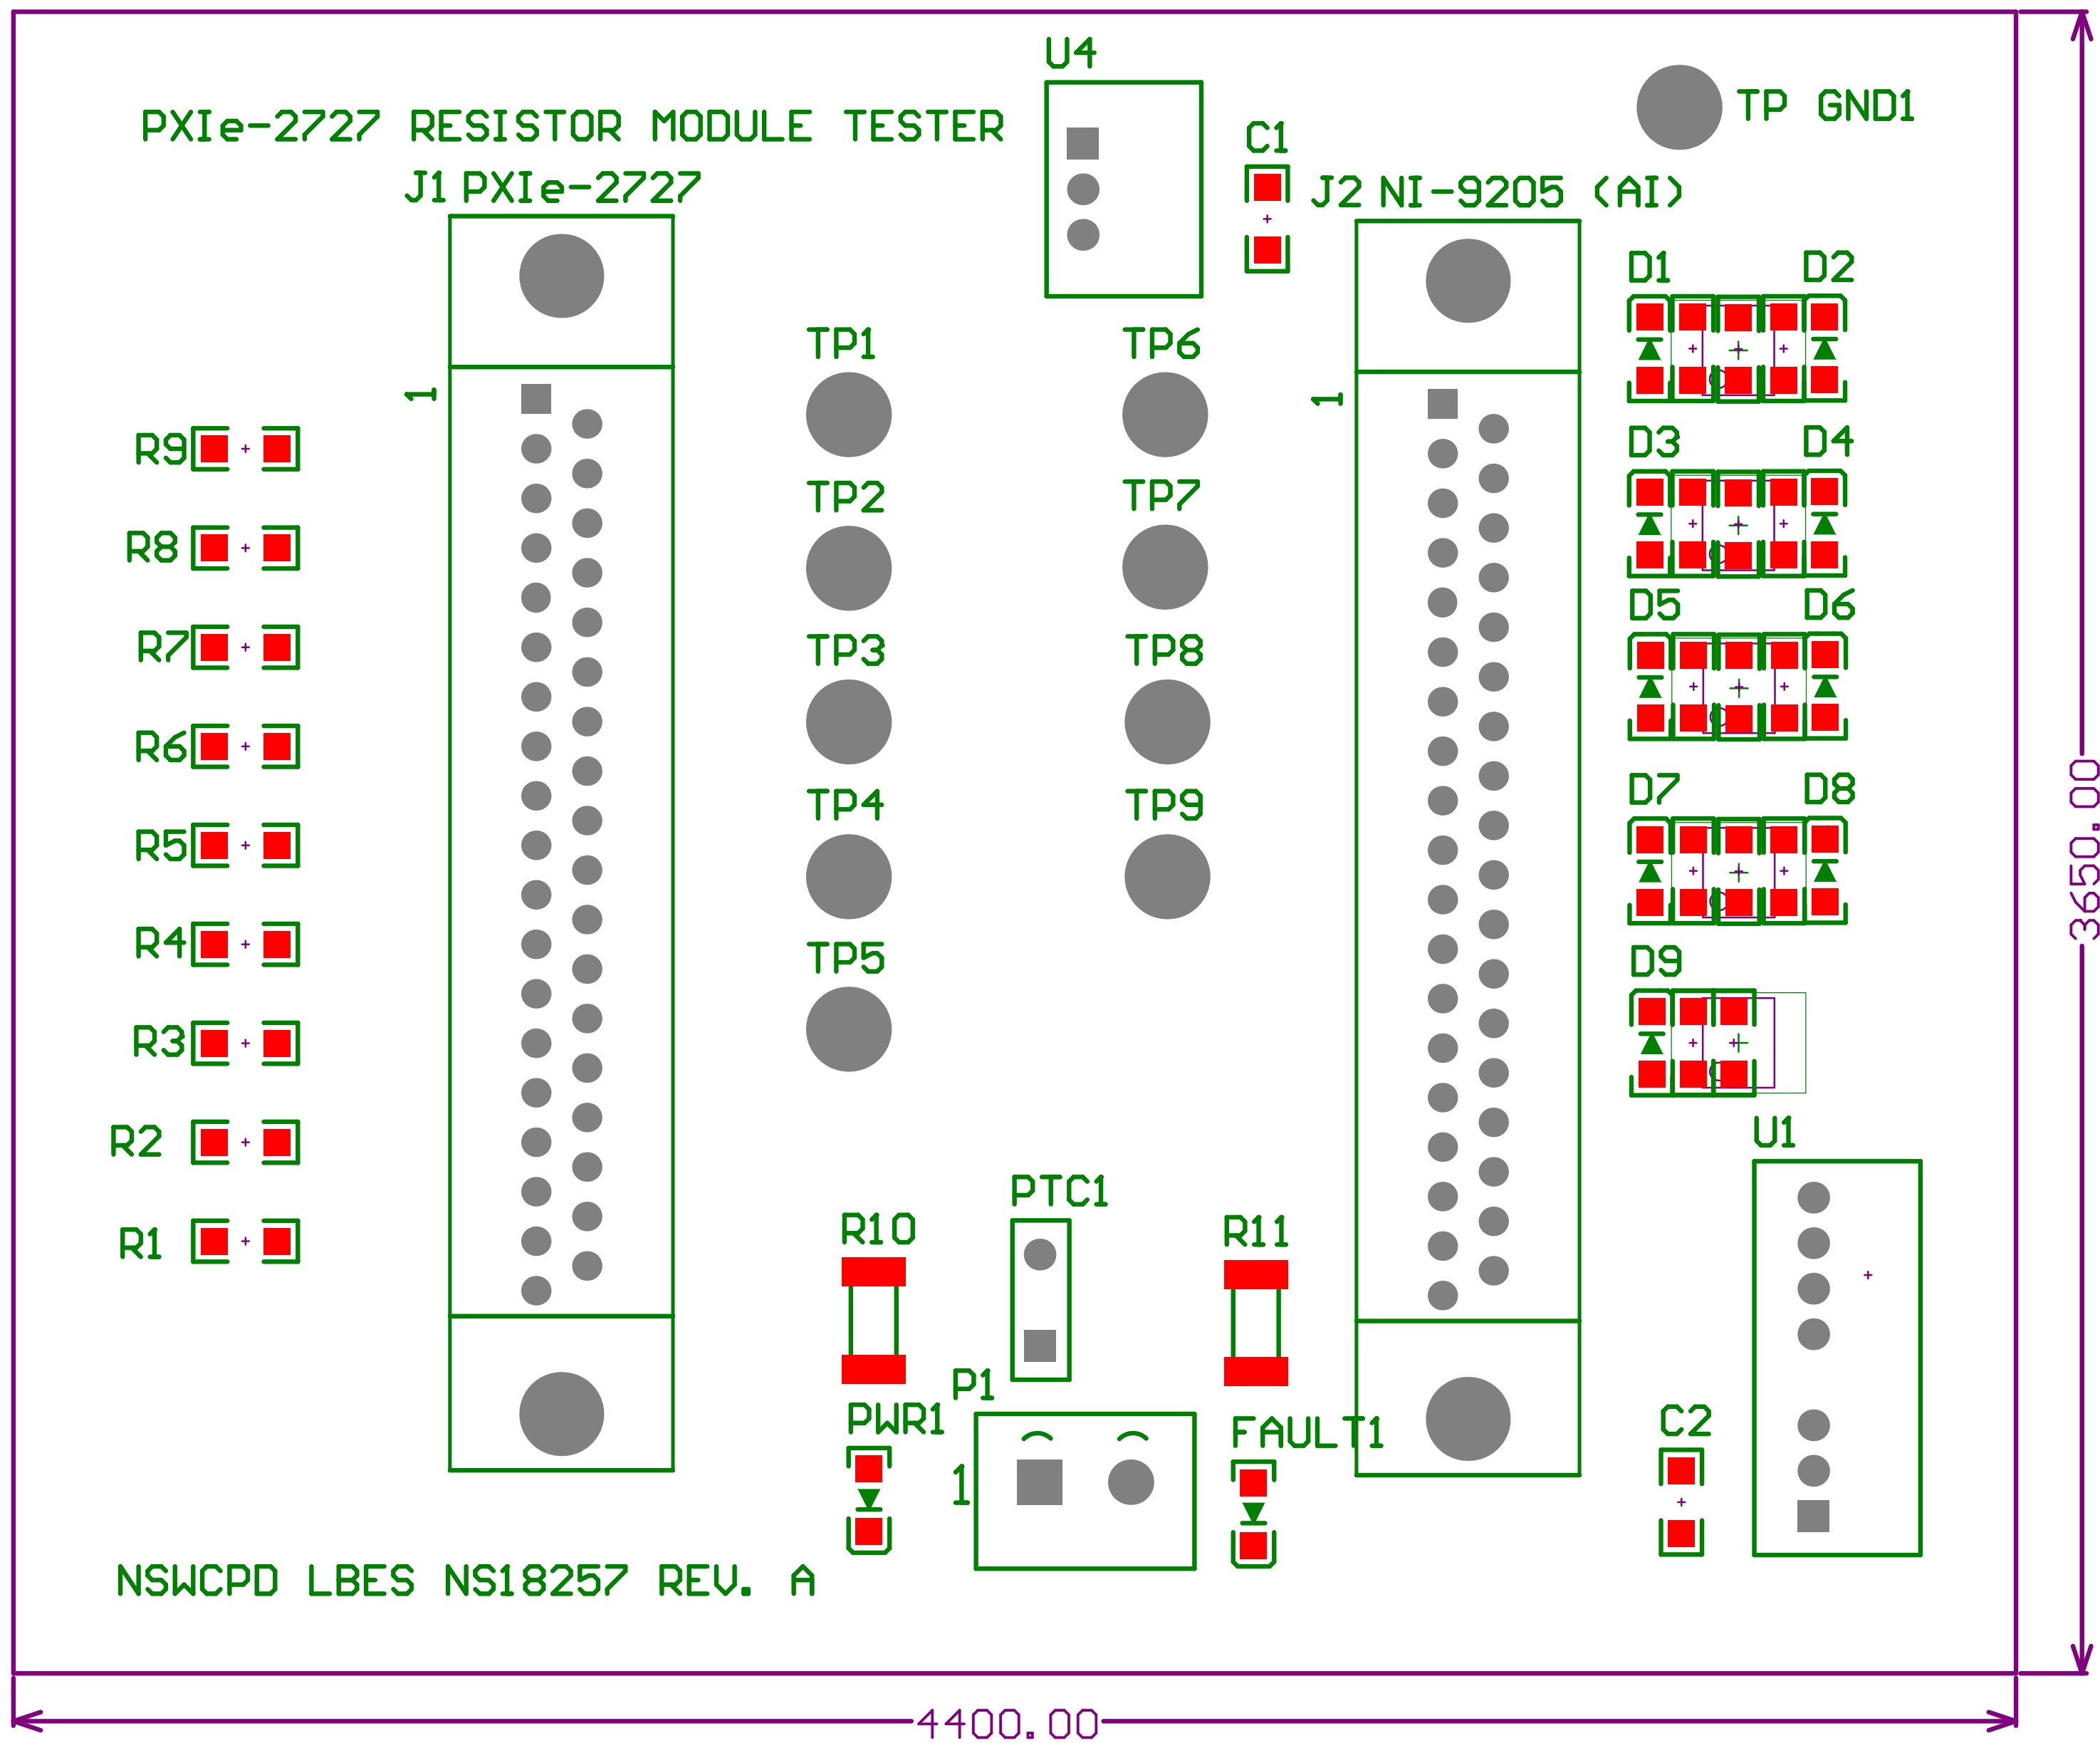 U4
TP GND1
PXIe-2727 RESISTOR MODULE TESTER
C1
J1 PXIe-2727
J2 NI-9205 (AI)
D1
D2
TP1
TP6
1
1
R9
D3
D4
TP2
TP7
R8
D5
D6
R7
TP3
TP8
R6
D7
D8
TP4
TP9
3650.00
R5
R4
TP5
D9
R3
R2
U1
PTC1
R1
R10
R11
P1
PWR1
FAULT1
C2
1
NSWCPD LBES NS18257 REV. A
4400.00